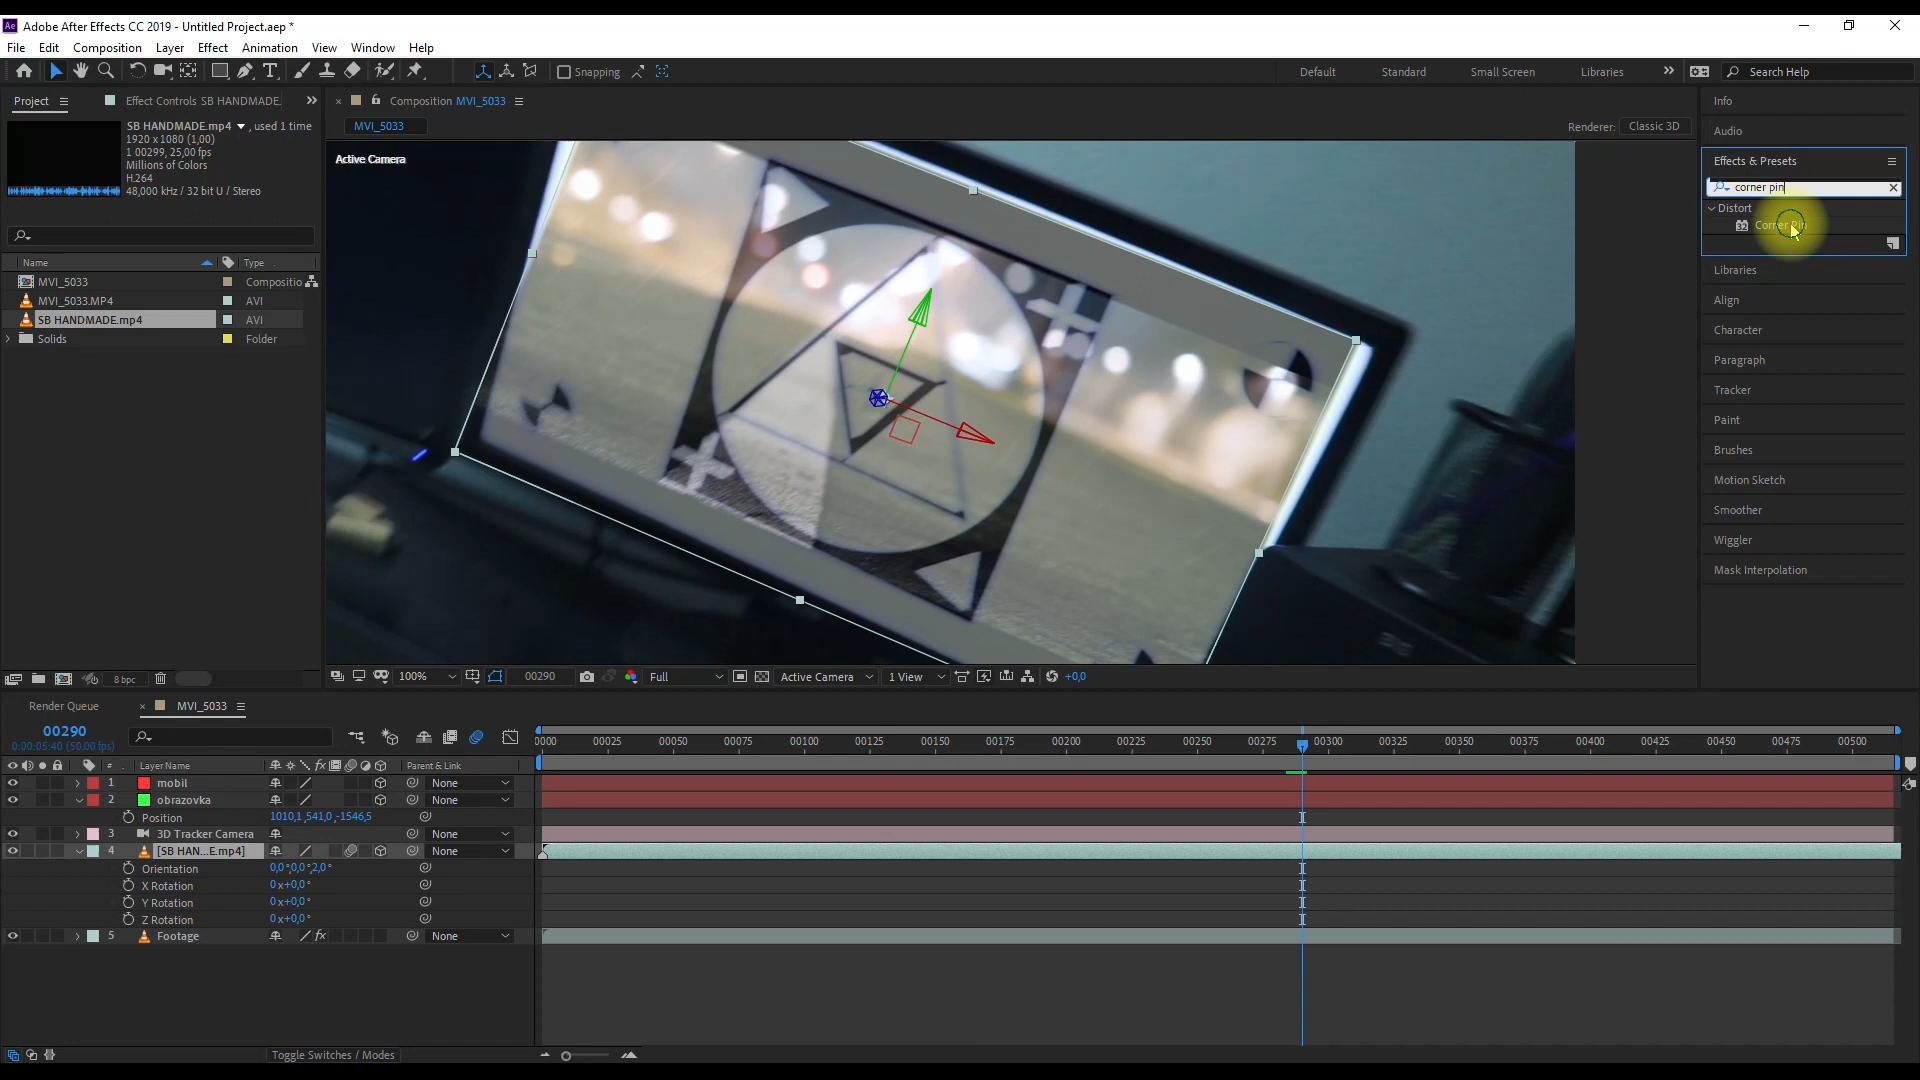 Adobe After Effects CC 2019 - Untitled Project.aep *
File Edit Composition Layer Effect Animation View Window Help
Snapping
Default Standard Small Screen Libraries
Search Help
Project
Effect Controls SB HANDMADE.
Composition MVI_5033
MVI_5033
Renderer: Classic 3D
SB HANDMADE.mp4 , used 1 time
1920 x 1080 (1,00)
1 00299, 25,00 fps
Millions of Colors
H.264
48,000 kHz / 32 bit U / Stereo
Name Type
MVI_5033 Compositio
MVI_5033.MP4 AVI
SB HANDMADE.mp4 AVI
Solids Folder
8 bpc
Active Camera
100% 00290 Full Active Camera 1 View +0,0
Info
Audio
Effects & Presets
corner pin
Distort
32 Corner Pin
Libraries
Align
Character
Paragraph
Tracker
Paint
Brushes
Motion Sketch
Smoother
Wiggler
Mask Interpolation
Render Queue MVI_5033
00290
0:00:05:40 (50.00 fps)
0000 00025 00050 00075 00100 00125 00150 00175 00200 00225 00250 00275 00300 00325 00350 00375 00400 00425 00450 00475 00500
# Layer Name Parent & Link
1 mobil None
2 obrazovka None
Position 1010,1,541,0,-1546,5
3 3D Tracker Camera None
4 [SB HAN...E.mp4] None
Orientation 0,0°,0,0°,2,0°
X Rotation 0x+0,0°
Y Rotation 0x+0,0°
Z Rotation 0x+0,0°
5 Footage fx None
Toggle Switches / Modes